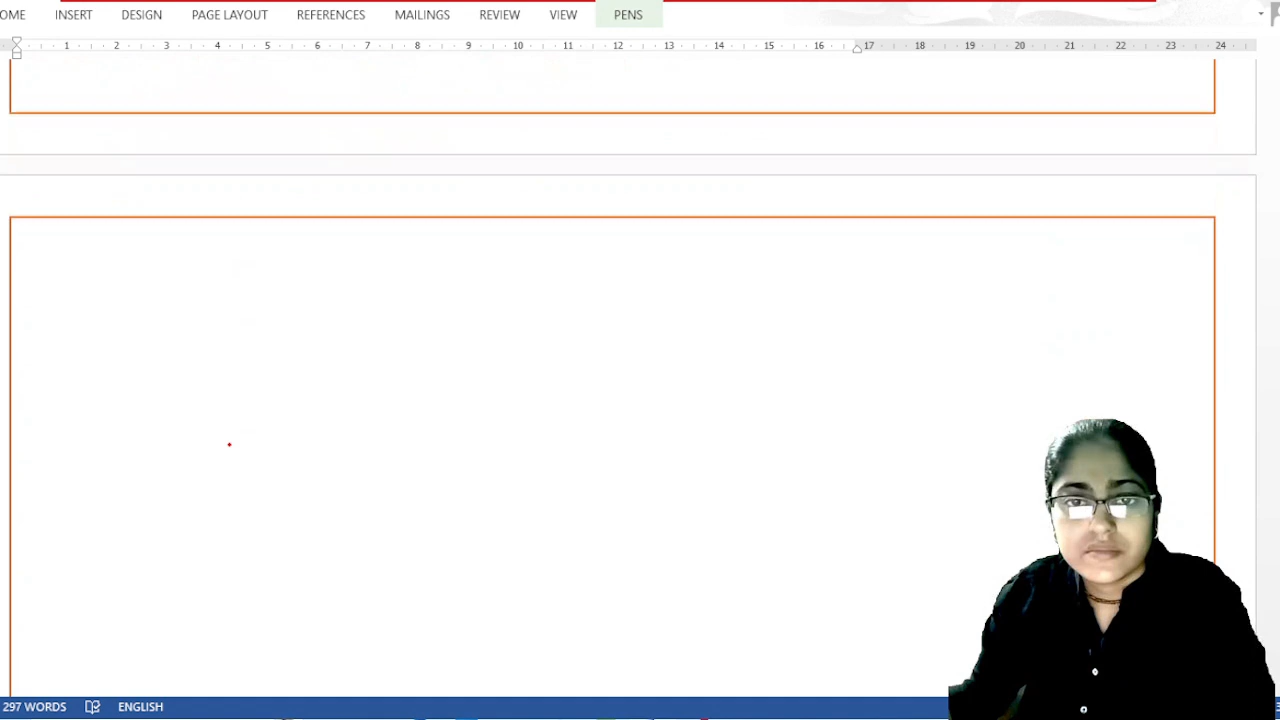 OME INSERT DESIGN PAGE LAYOUT REFERENCES MAILINGS REVIEW VIEW PENS
1 2 3 4 5 6 7 8 9 10 11 12 13 14 15 16 17 18 19 20 21 22 23 24
297 WORDS ENGLISH